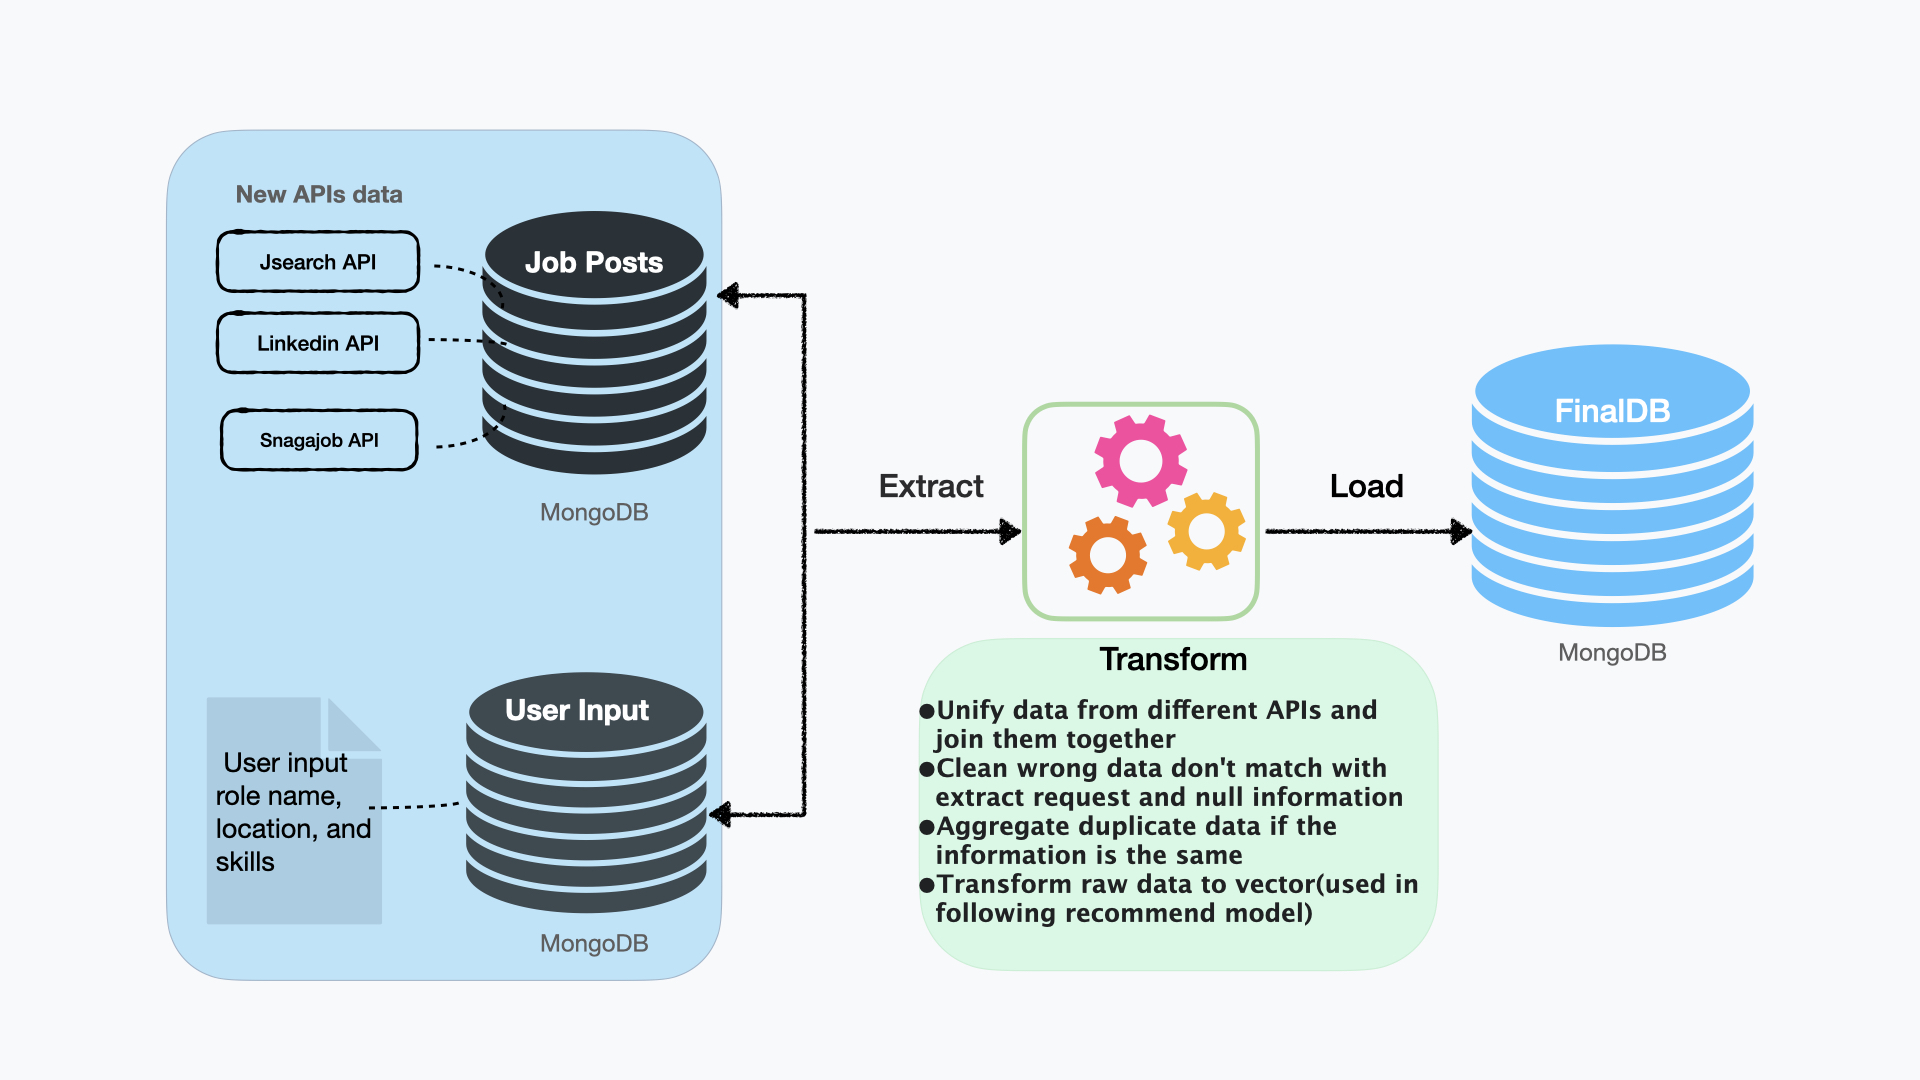 New APIs data
Jsearch API
Linkedin API
Snagajob API
Job Posts
MongoDB
User input
role name,
location, and
skills
User Input
MongoDB
Extract
Transform
●Unify data from different APIs and
join them together
●Clean wrong data don't match with
extract request and null information
●Aggregate duplicate data if the
information is the same
●Transform raw data to vector(used in
following recommend model)
Load
FinalDB
MongoDB